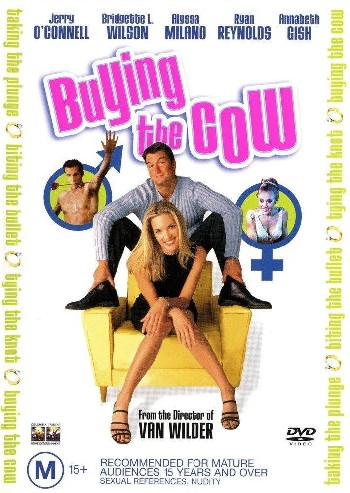 Jerry O'CONNELL
Bridgette L. WILSON
Alyssa MILANO
Ryan REYNOLDS
Annabeth GISH
Buying
the COW
taking the plunge
biting the bullet
tying the knot
buying the cow
buying the cow
tying the knot
biting the bullet
taking the plunge
From the Director of
VAN WILDER
DVD
VIDEO
M 15+
RECOMMENDED FOR MATURE
AUDIENCES 15 YEARS AND OVER
SEXUAL REFERENCES, NUDITY